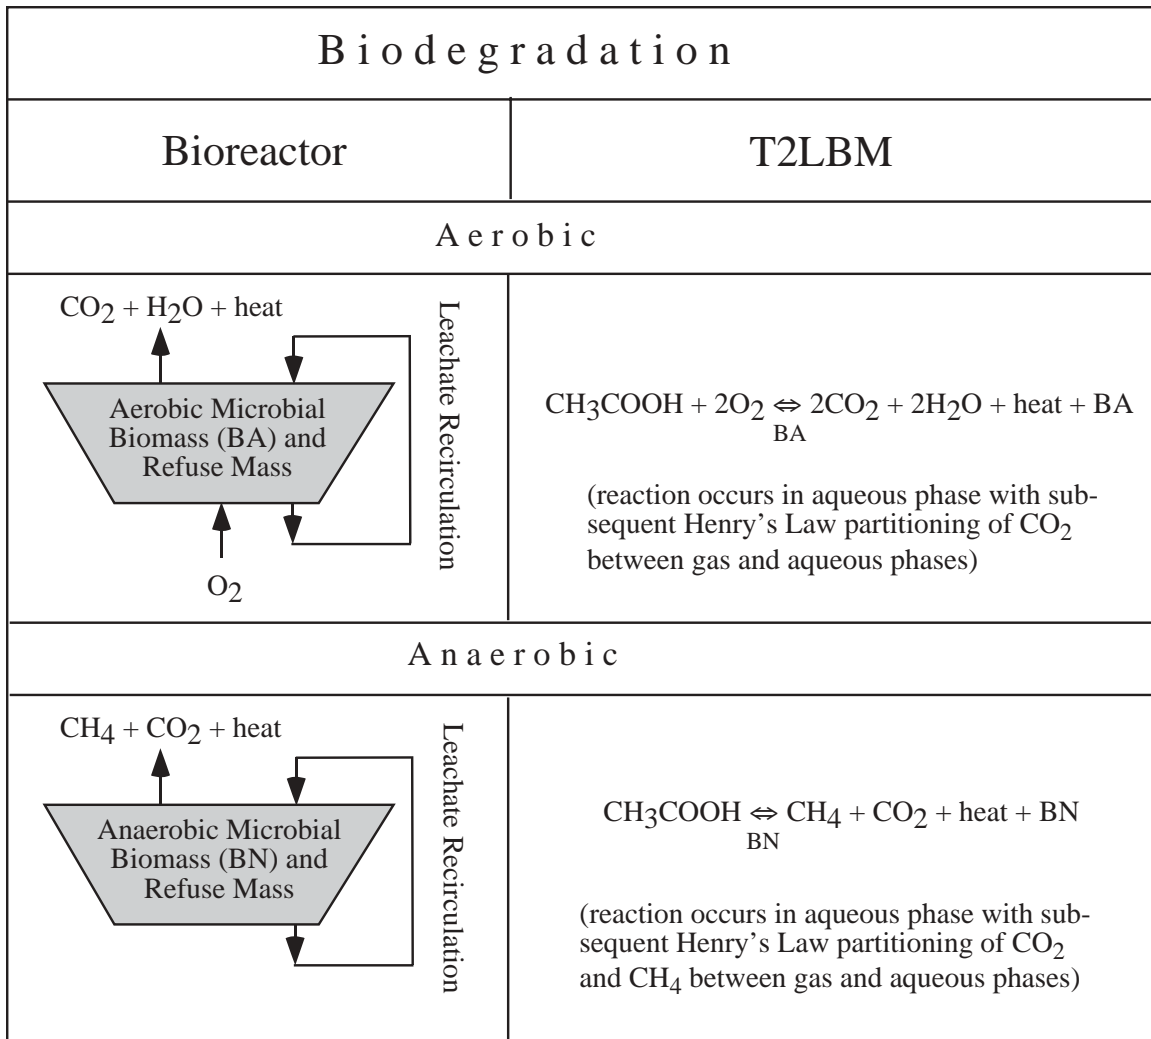 Biodegradation
Bioreactor
T2LBM
Aerobic
CO2 + H2O + heat
Leachate Recirculation
Aerobic Microbial
Biomass (BA) and
Refuse Mass
O2
CH3COOH + 2O2 ⇔ 2CO2 + 2H2O + heat + BA
BA
(reaction occurs in aqueous phase with sub-
sequent Henry's Law partitioning of CO2
between gas and aqueous phases)
Anaerobic
CH4 + CO2 + heat
Leachate Recirculation
Anaerobic Microbial
Biomass (BN) and
Refuse Mass
CH3COOH ⇔ CH4 + CO2 + heat + BN
BN
(reaction occurs in aqueous phase with sub-
sequent Henry's Law partitioning of CO2
and CH4 between gas and aqueous phases)